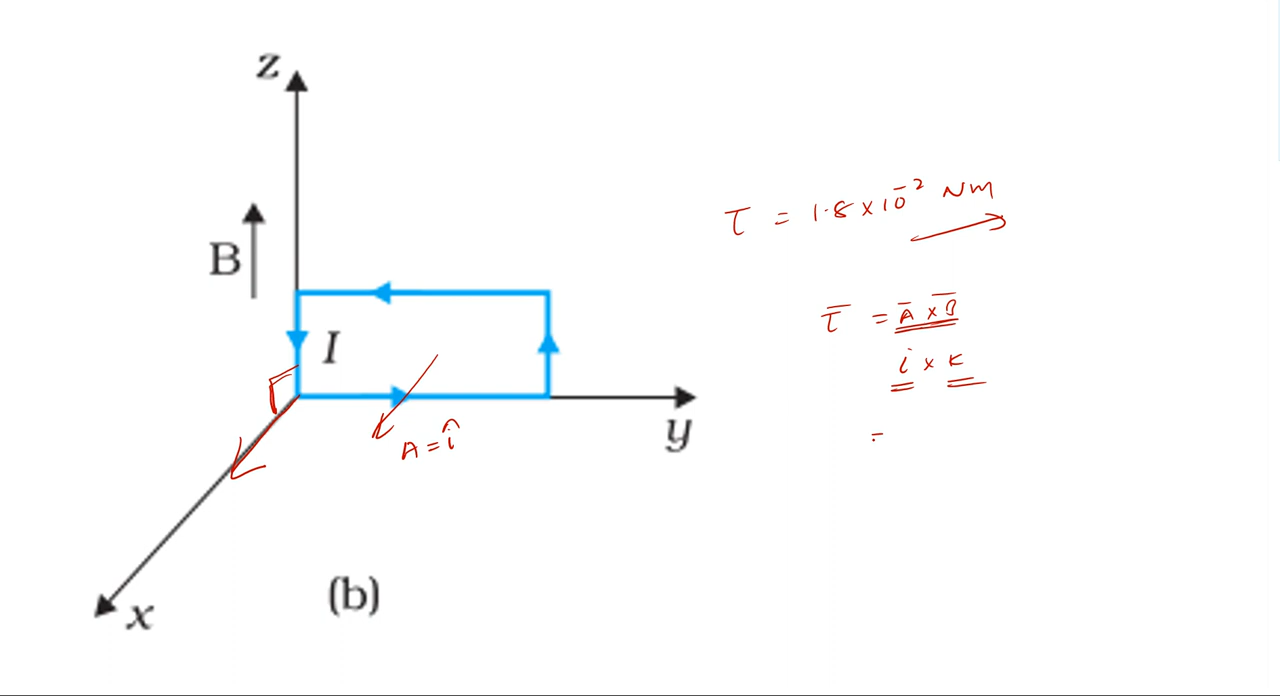 z
B
I
y
x
(b)
A = î
τ = 1.8 × 10⁻² Nm
τ̄ = Ā × B̄
i × k
=